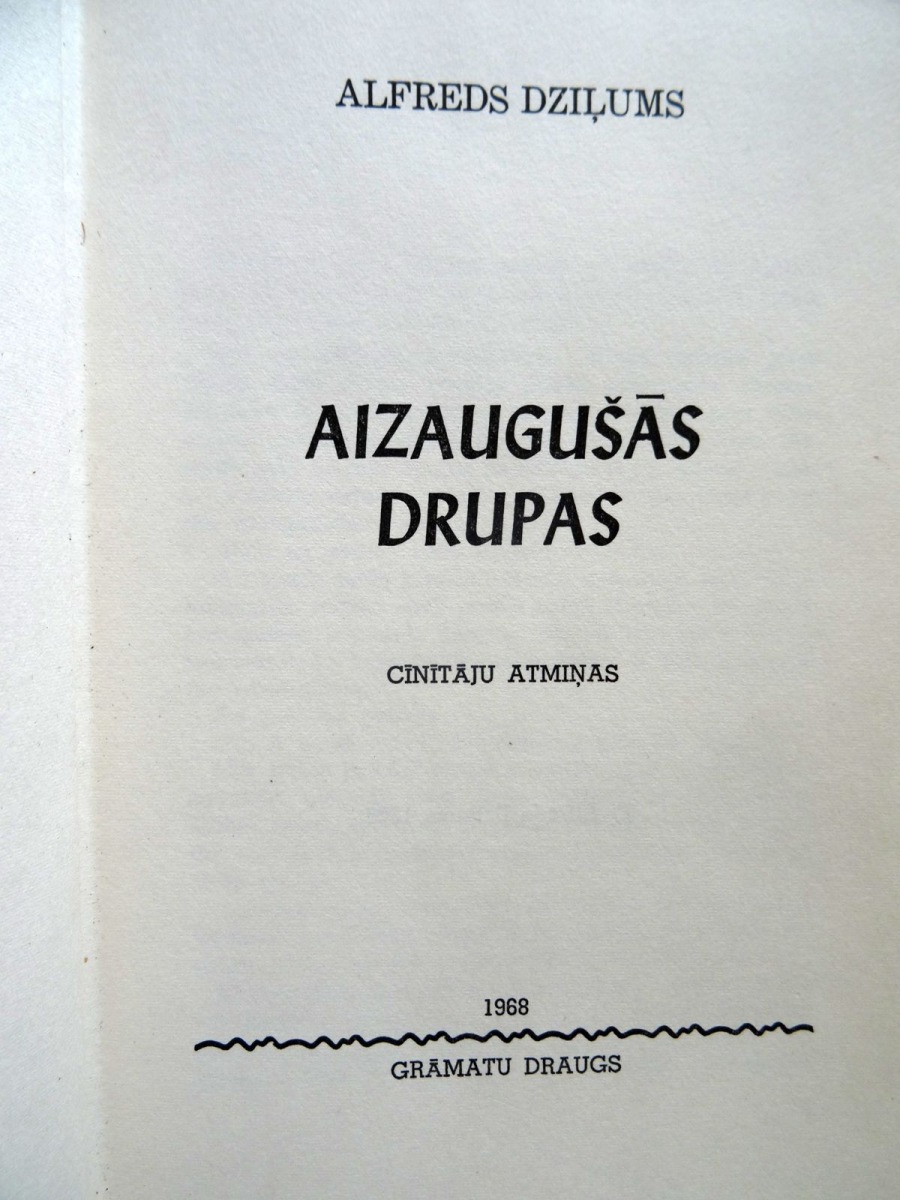 ALFREDS DZIĻUMS
AIZAUGUŠĀS
DRUPAS
CĪNĪTĀJU ATMIŅAS
1968
GRĀMATU DRAUGS